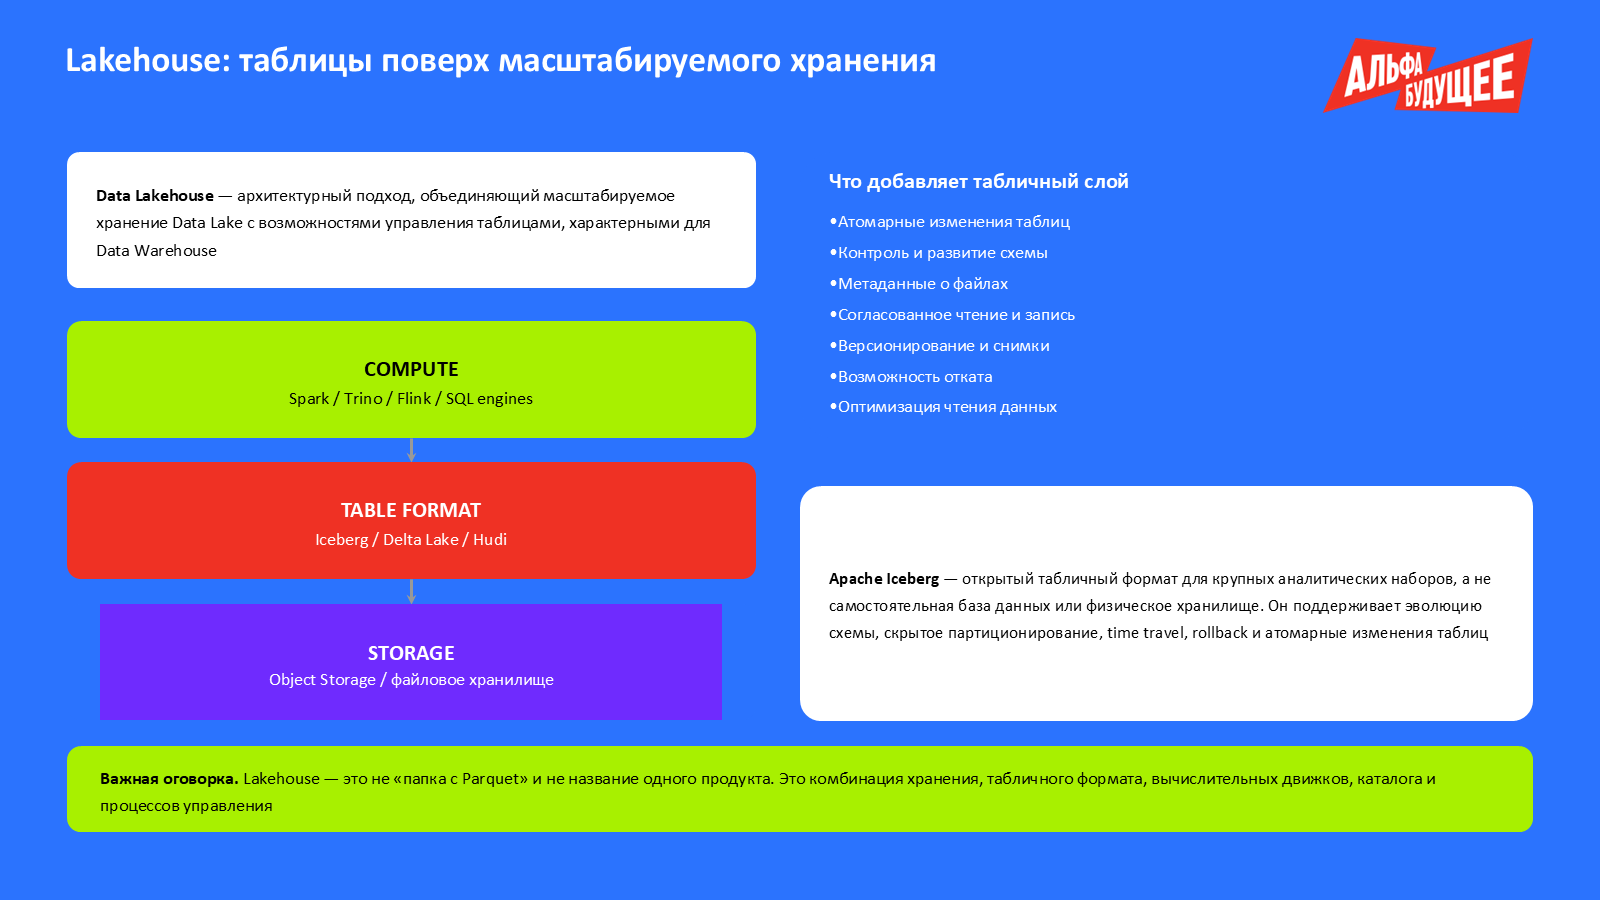 Lakehouse: таблицы поверх масштабируемого хранения
АЛЬФА
БУДУЩЕЕ
Data Lakehouse — архитектурный подход, объединяющий масштабируемое
хранение Data Lake с возможностями управления таблицами, характерными для
Data Warehouse
COMPUTE
Spark / Trino / Flink / SQL engines
TABLE FORMAT
Iceberg / Delta Lake / Hudi
STORAGE
Object Storage / файловое хранилище
Что добавляет табличный слой
•Атомарные изменения таблиц
•Контроль и развитие схемы
•Метаданные о файлах
•Согласованное чтение и запись
•Версионирование и снимки
•Возможность отката
•Оптимизация чтения данных
Apache Iceberg — открытый табличный формат для крупных аналитических наборов, а не
самостоятельная база данных или физическое хранилище. Он поддерживает эволюцию
схемы, скрытое партиционирование, time travel, rollback и атомарные изменения таблиц
Важная оговорка. Lakehouse — это не «папка с Parquet» и не название одного продукта. Это комбинация хранения, табличного формата, вычислительных движков, каталога и
процессов управления